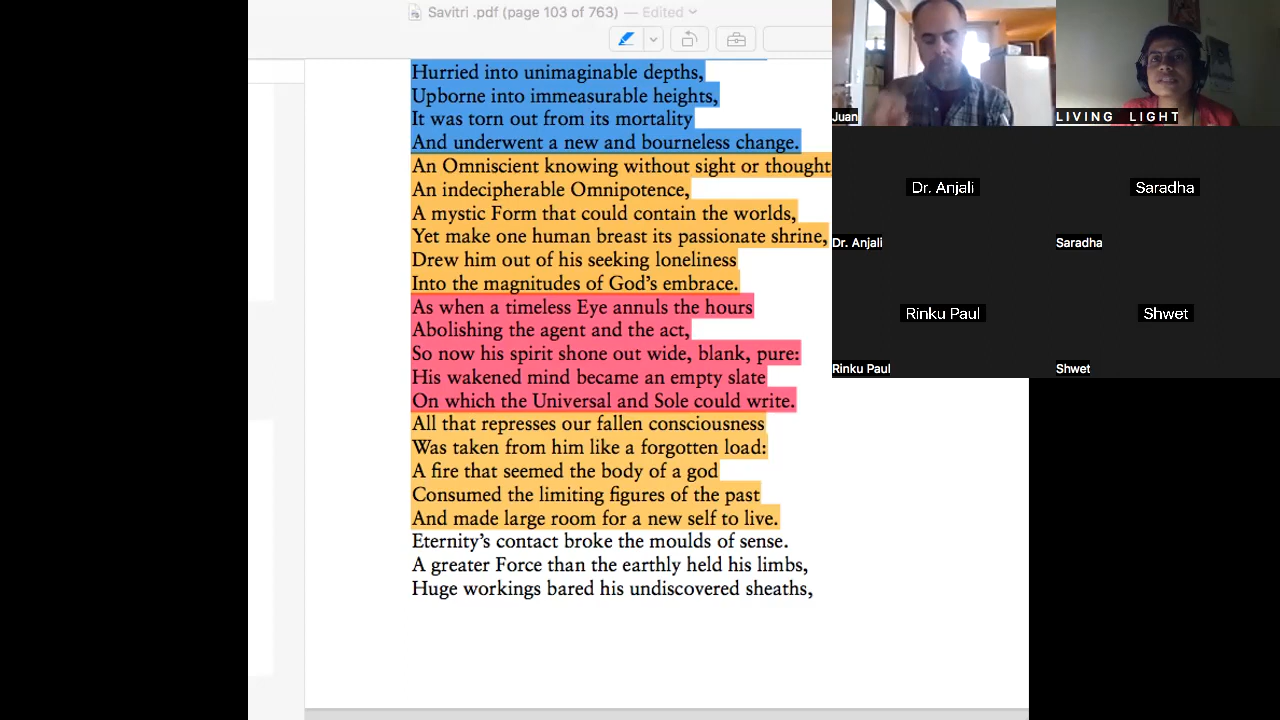 Savitri .pdf (page 103 of 763) — Edited
Hurried into unimaginable depths,
Upborne into immeasurable heights,
It was torn out from its mortality
And underwent a new and bourneless change.
An Omniscient knowing without sight or thought
An indecipherable Omnipotence,
A mystic Form that could contain the worlds,
Yet make one human breast its passionate shrine,
Drew him out of his seeking loneliness
Into the magnitudes of God’s embrace.
As when a timeless Eye annuls the hours
Abolishing the agent and the act,
So now his spirit shone out wide, blank, pure:
His wakened mind became an empty slate
On which the Universal and Sole could write.
All that represses our fallen consciousness
Was taken from him like a forgotten load:
A fire that seemed the body of a god
Consumed the limiting figures of the past
And made large room for a new self to live.
Eternity’s contact broke the moulds of sense.
A greater Force than the earthly held his limbs,
Huge workings bared his undiscovered sheaths,
Juan
LIVING LIGHT
Dr. Anjali
Saradha
Dr. Anjali
Saradha
Rinku Paul
Shwet
Rinku Paul
Shwet